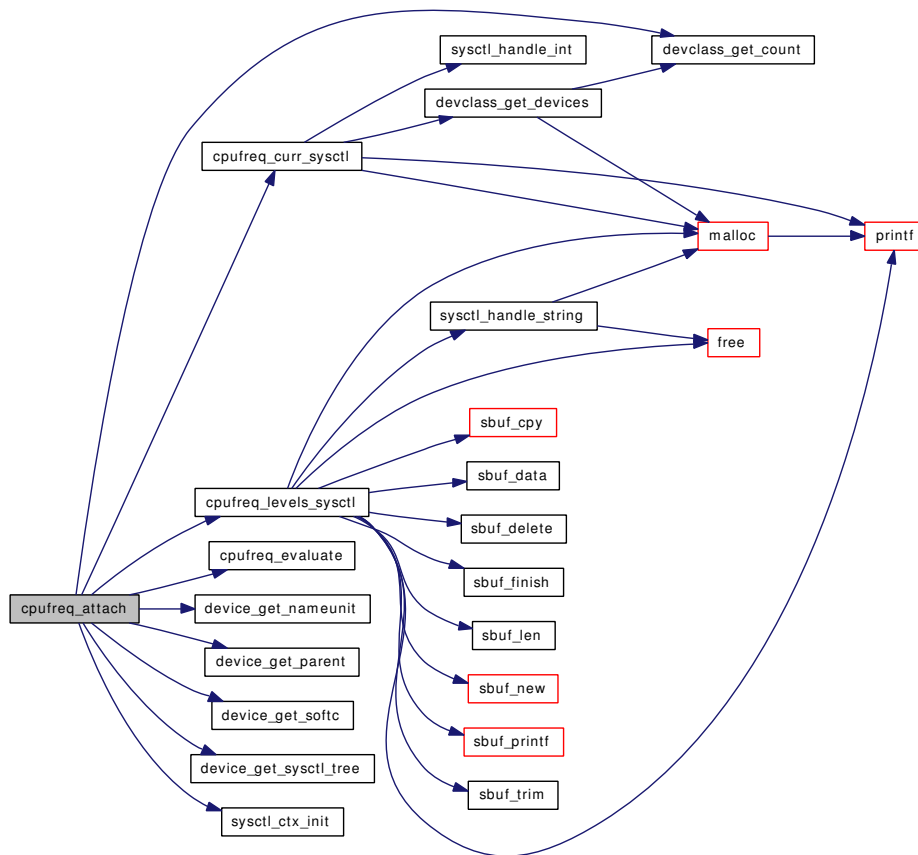 sysctl_handle_int
devclass_get_count
devclass_get_devices
cpufreq_curr_sysctl
malloc
printf
sysctl_handle_string
free
sbuf_cpy
sbuf_data
cpufreq_levels_sysctl
sbuf_delete
cpufreq_evaluate
sbuf_finish
cpufreq_attach
device_get_nameunit
sbuf_len
device_get_parent
sbuf_new
device_get_softc
sbuf_printf
device_get_sysctl_tree
sbuf_trim
sysctl_ctx_init